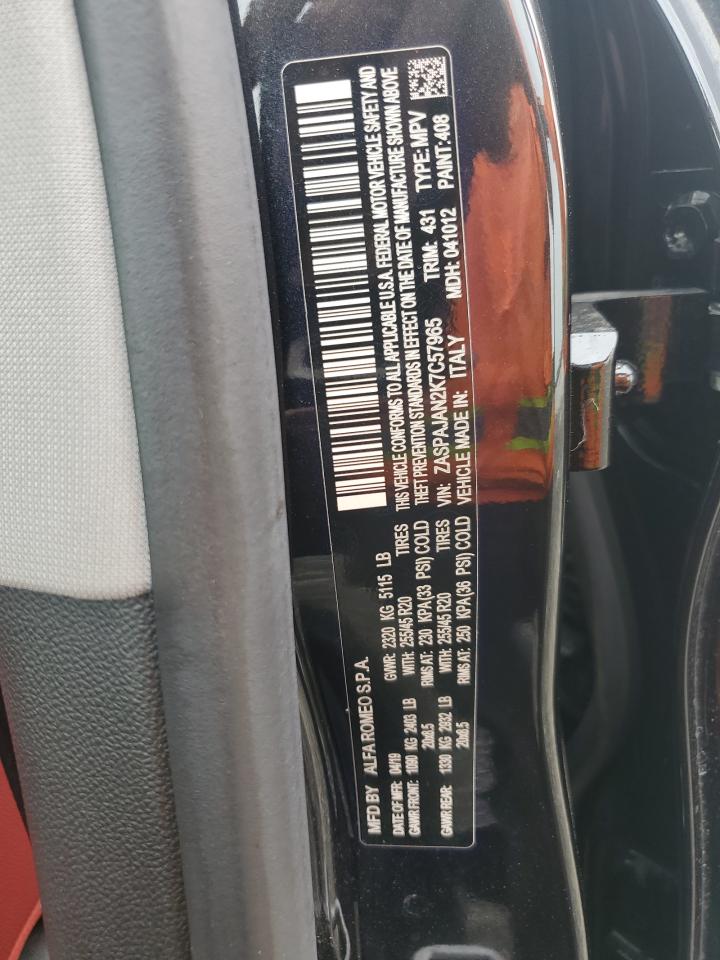 MFD BY ALFA ROMEO S.P.A.
DATE OF MFR: 04/19 GVWR: 2320 KG 5115 LB
GAWR FRONT: 1090 KG 2403 LB WITH: 255/45 R20 TIRES
20x8.5 RIMS AT: 230 KPA(33 PSI) COLD
GAWR REAR: 1330 KG 2932 LB WITH: 255/45 R20 TIRES
20x8.5 RIMS AT: 250 KPA(36 PSI) COLD
THIS VEHICLE CONFORMS TO ALL APPLICABLE U.S.A. FEDERAL MOTOR VEHICLE SAFETY AND
THEFT PREVENTION STANDARDS IN EFFECT ON THE DATE OF MANUFACTURE SHOWN ABOVE
VIN: ZASPAJAN2K7C57965 TRIM: 431 TYPE: MPV
VEHICLE MADE IN: ITALY MDH: 041012 PAINT: 408